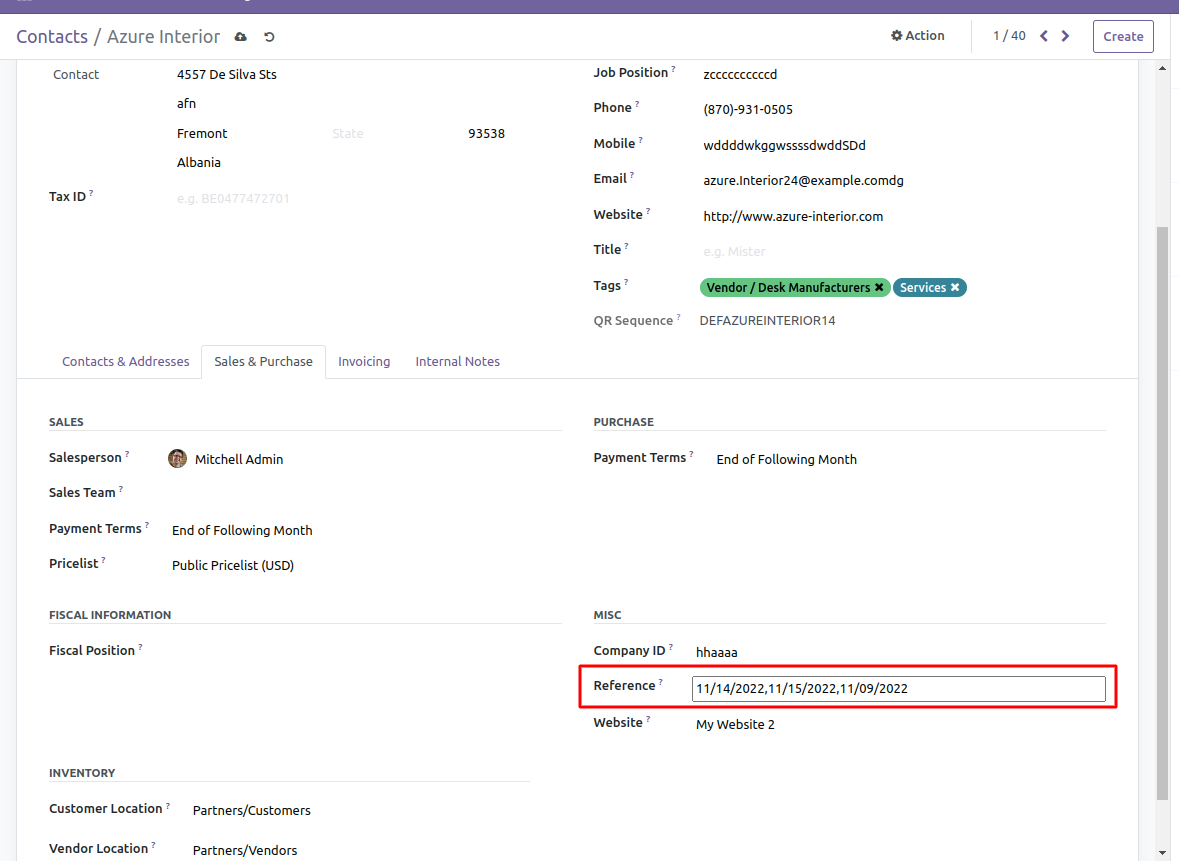 Contacts / Azure Interior
Action
1 / 40
Create
Contact
4557 De Silva Sts
afn
Fremont State 93538
Albania
Tax ID ? e.g. BE0477472701
Job Position ? zccccccccccd
Phone ? (870)-931-0505
Mobile ? wddddwkggwssssdwddSDd
Email ? azure.Interior24@example.comdg
Website ? http://www.azure-interior.com
Title ? e.g. Mister
Tags ? Vendor / Desk Manufacturers ✖ Services ✖
QR Sequence ? DEFAZUREINTERIOR14
Contacts & Addresses Sales & Purchase Invoicing Internal Notes
SALES
Salesperson ? Mitchell Admin
Sales Team ?
Payment Terms ? End of Following Month
Pricelist ? Public Pricelist (USD)
PURCHASE
Payment Terms ? End of Following Month
FISCAL INFORMATION
Fiscal Position ?
MISC
Company ID ? hhaaaa
Reference ? 11/14/2022,11/15/2022,11/09/2022
Website ? My Website 2
INVENTORY
Customer Location ? Partners/Customers
Vendor Location ? Partners/Vendors